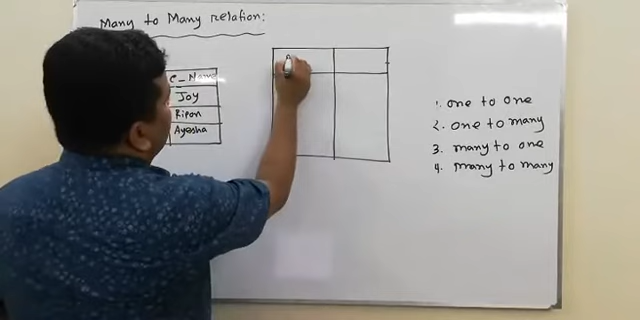 Many to Many relation:
C_Name
Joy
Ripon
Ayesha
1. one to one
2. one to many
3. many to one
4. many to many